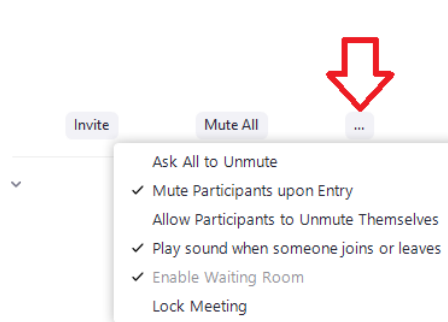 Invite Mute All ...
Ask All to Unmute
Mute Participants upon Entry
Allow Participants to Unmute Themselves
Play sound when someone joins or leaves
Enable Waiting Room
Lock Meeting